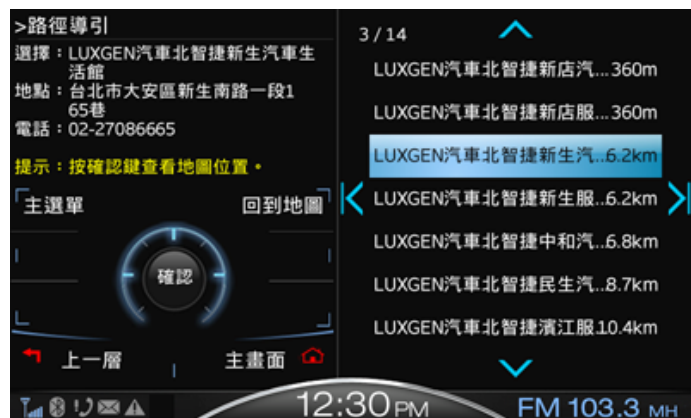 >路徑導引
選擇：LUXGEN汽車北智捷新生汽車生
活館
地點：台北市大安區新生南路一段1
65巷
電話：02-27086665
提示：按確認鍵查看地圖位置。
主選單
回到地圖
確認
上一層
主畫面
3/14
LUXGEN汽車北智捷新店汽...360m
LUXGEN汽車北智捷新店服...360m
LUXGEN汽車北智捷新生汽..6.2km
LUXGEN汽車北智捷新生服..6.2km
LUXGEN汽車北智捷中和汽..6.8km
LUXGEN汽車北智捷民生汽..8.7km
LUXGEN汽車北智捷濱江服.10.4km
12:30 PM
FM 103.3 MH